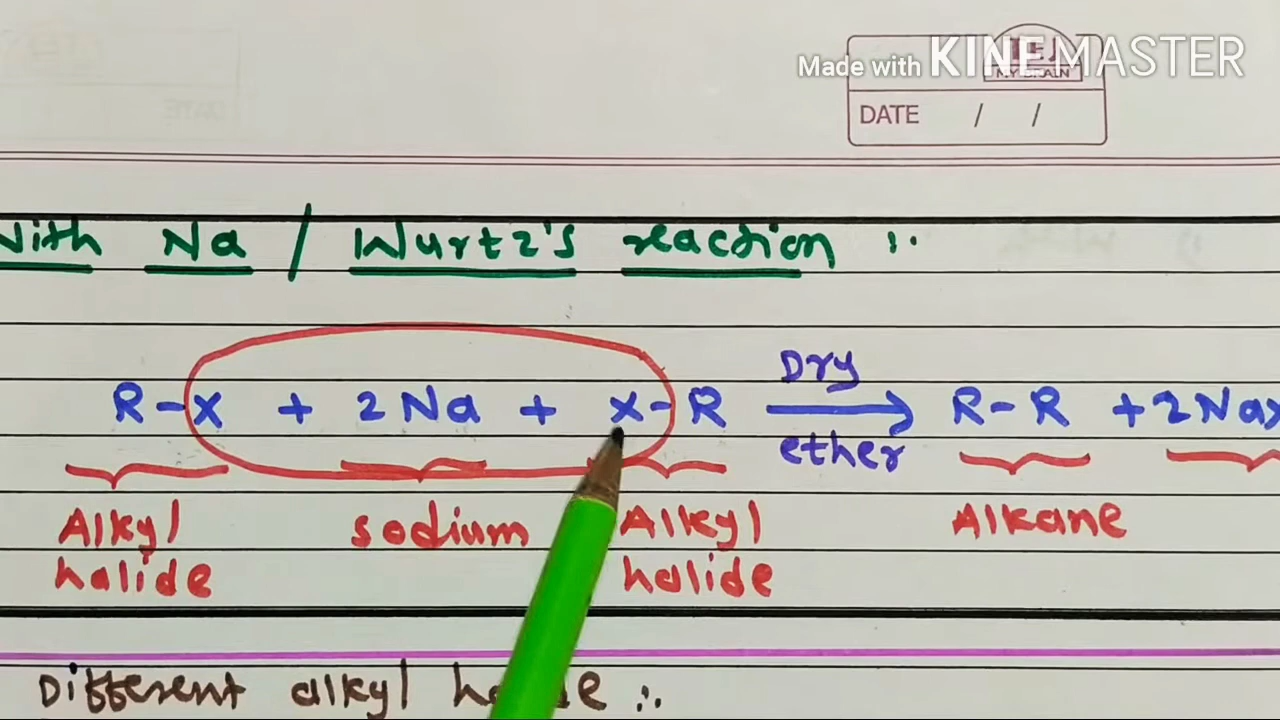 Made with KINEMASTER
DATE / /
With Na / Wurtz's reaction :.
R-X + 2Na + X-R Dry ether R-R + 2NaX
Alkyl halide sodium Alkyl halide Alkane
Different alkyl :.